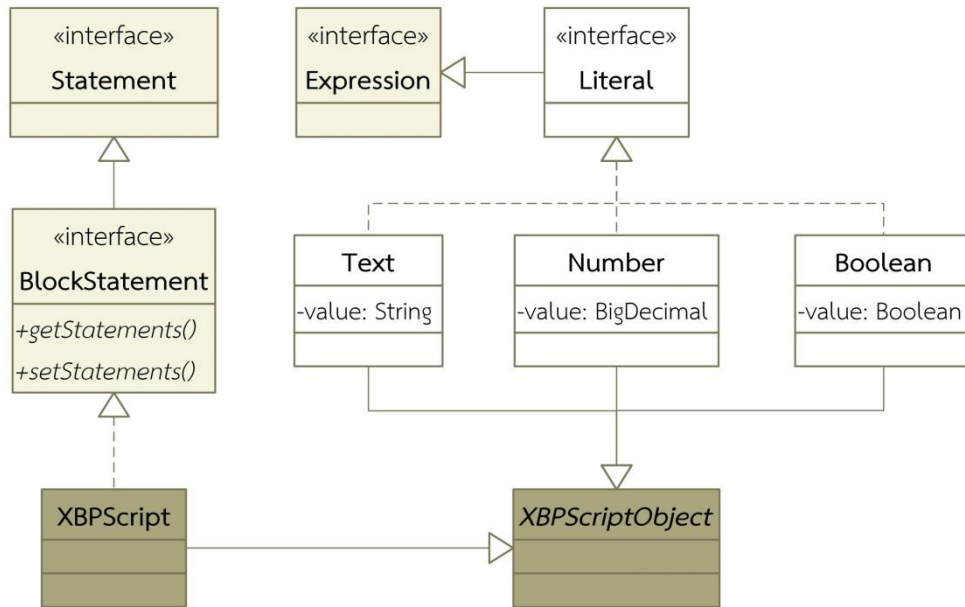 «interface»
Statement
«interface»
Expression
«interface»
Literal
«interface»
BlockStatement
+getStatements()
+setStatements()
Text
-value: String
Number
-value: BigDecimal
Boolean
-value: Boolean
XBPScript
XBPScriptObject